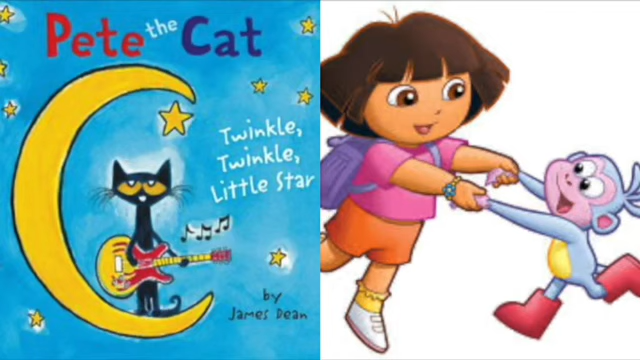 Pete the Cat
Twinkle,
Twinkle,
Little Star
by
James Dean